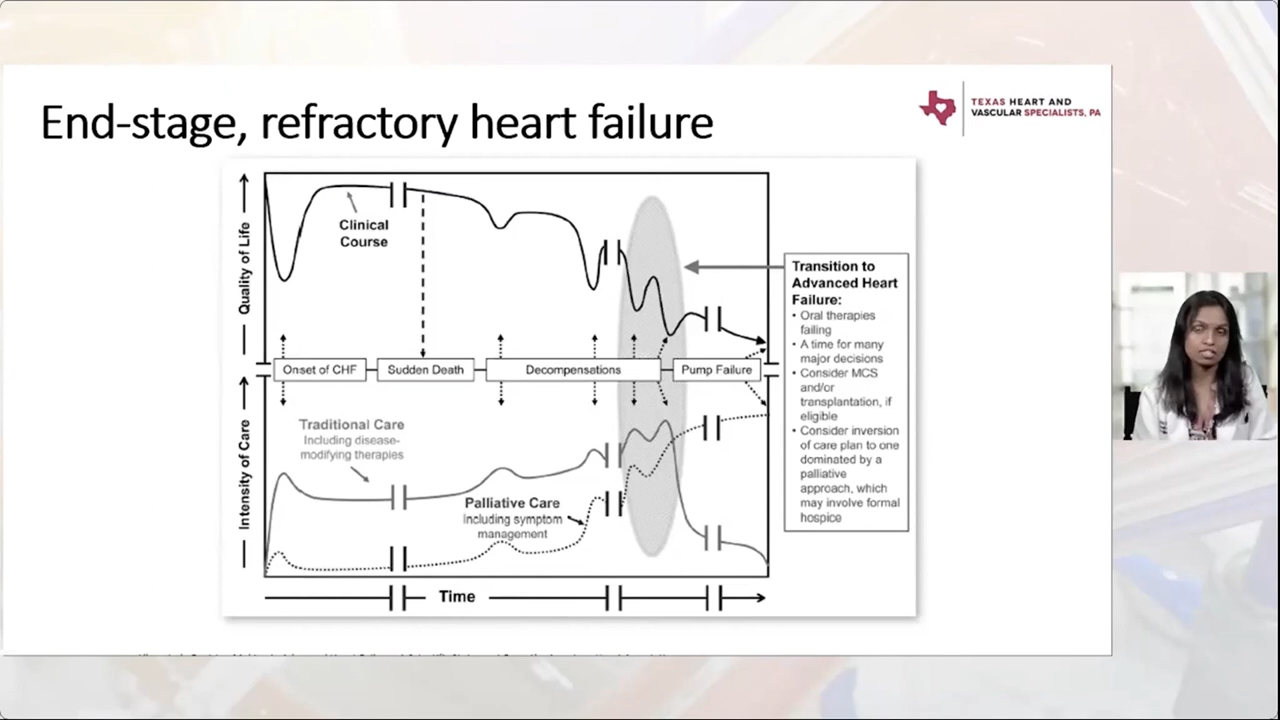 End-stage, refractory heart failure
TEXAS HEART AND
VASCULAR SPECIALISTS, PA
Quality of Life
Clinical
Course
Onset of CHF
Sudden Death
Decompensations
Pump Failure
Intensity of Care
Traditional Care
Including disease-
modifying therapies
Palliative Care
Including symptom
management
Time
Transition to
Advanced Heart
Failure:
• Oral therapies
failing
• A time for many
major decisions
• Consider MCS
and/or
transplantation, if
eligible
• Consider inversion
of care plan to one
dominated by a
palliative
approach, which
may involve formal
hospice